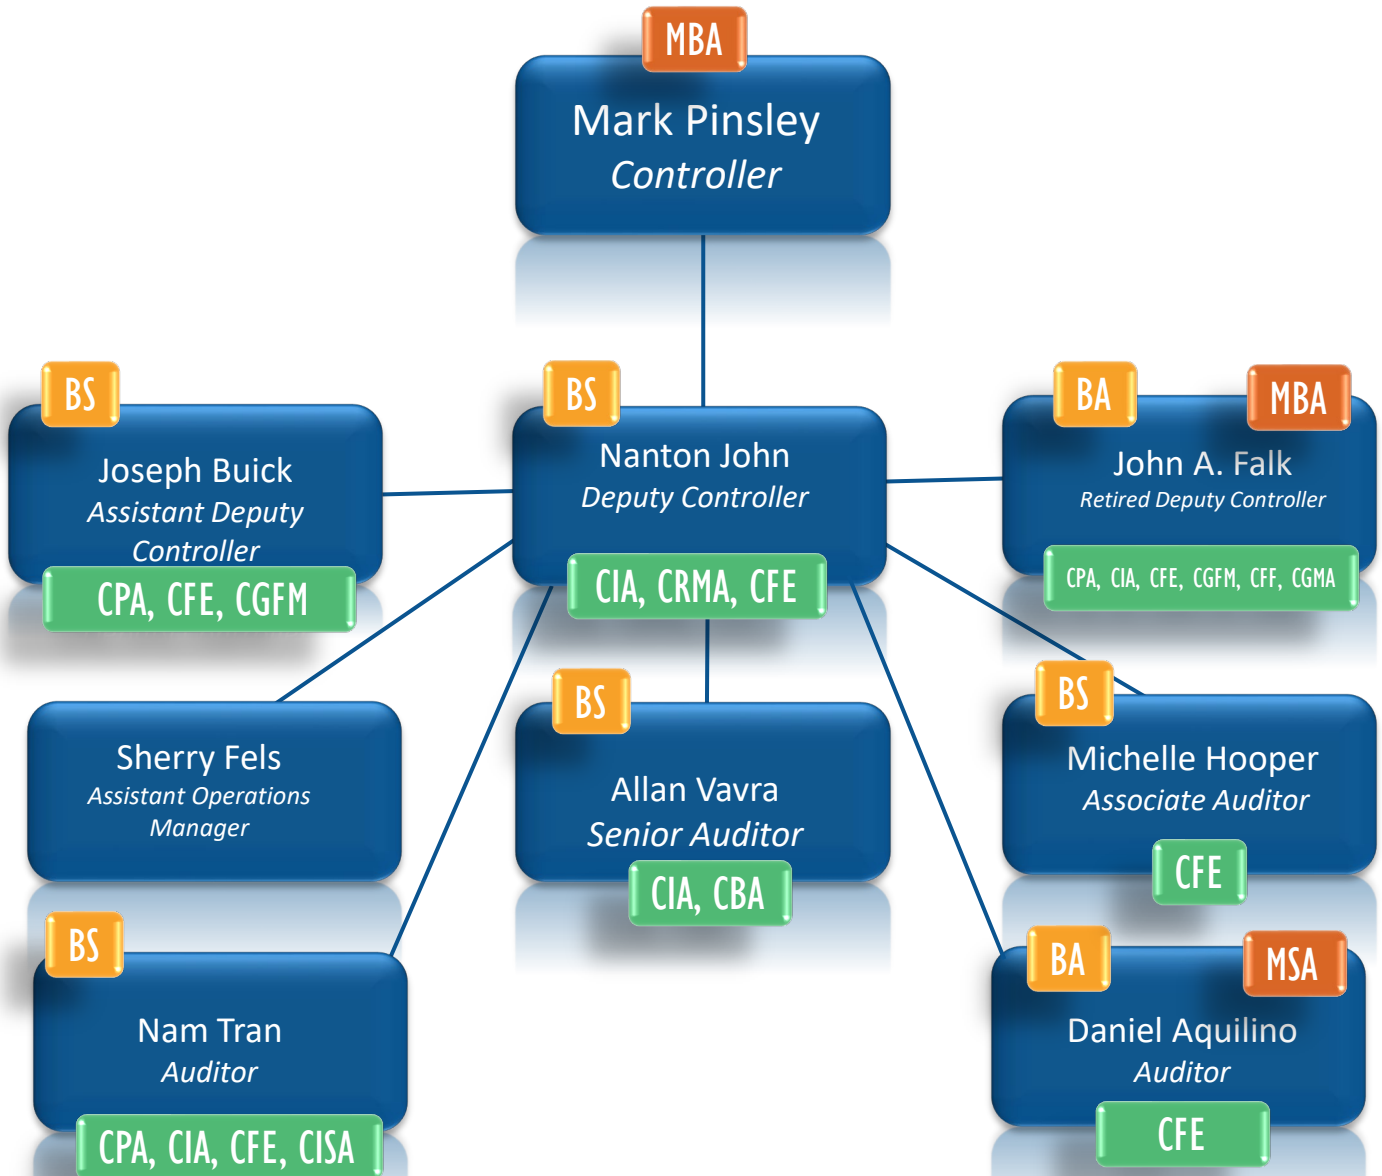 MBA
Mark Pinsley
Controller
BS
Joseph Buick
Assistant Deputy
Controller
CPA, CFE, CGFM
BS
Nanton John
Deputy Controller
CIA, CRMA, CFE
BA
MBA
John A. Falk
Retired Deputy Controller
CPA, CIA, CFE, CGFM, CFF, CGMA
Sherry Fels
Assistant Operations
Manager
BS
Allan Vavra
Senior Auditor
CIA, CBA
BS
Michelle Hooper
Associate Auditor
CFE
BS
Nam Tran
Auditor
CPA, CIA, CFE, CISA
BA
MSA
Daniel Aquilino
Auditor
CFE